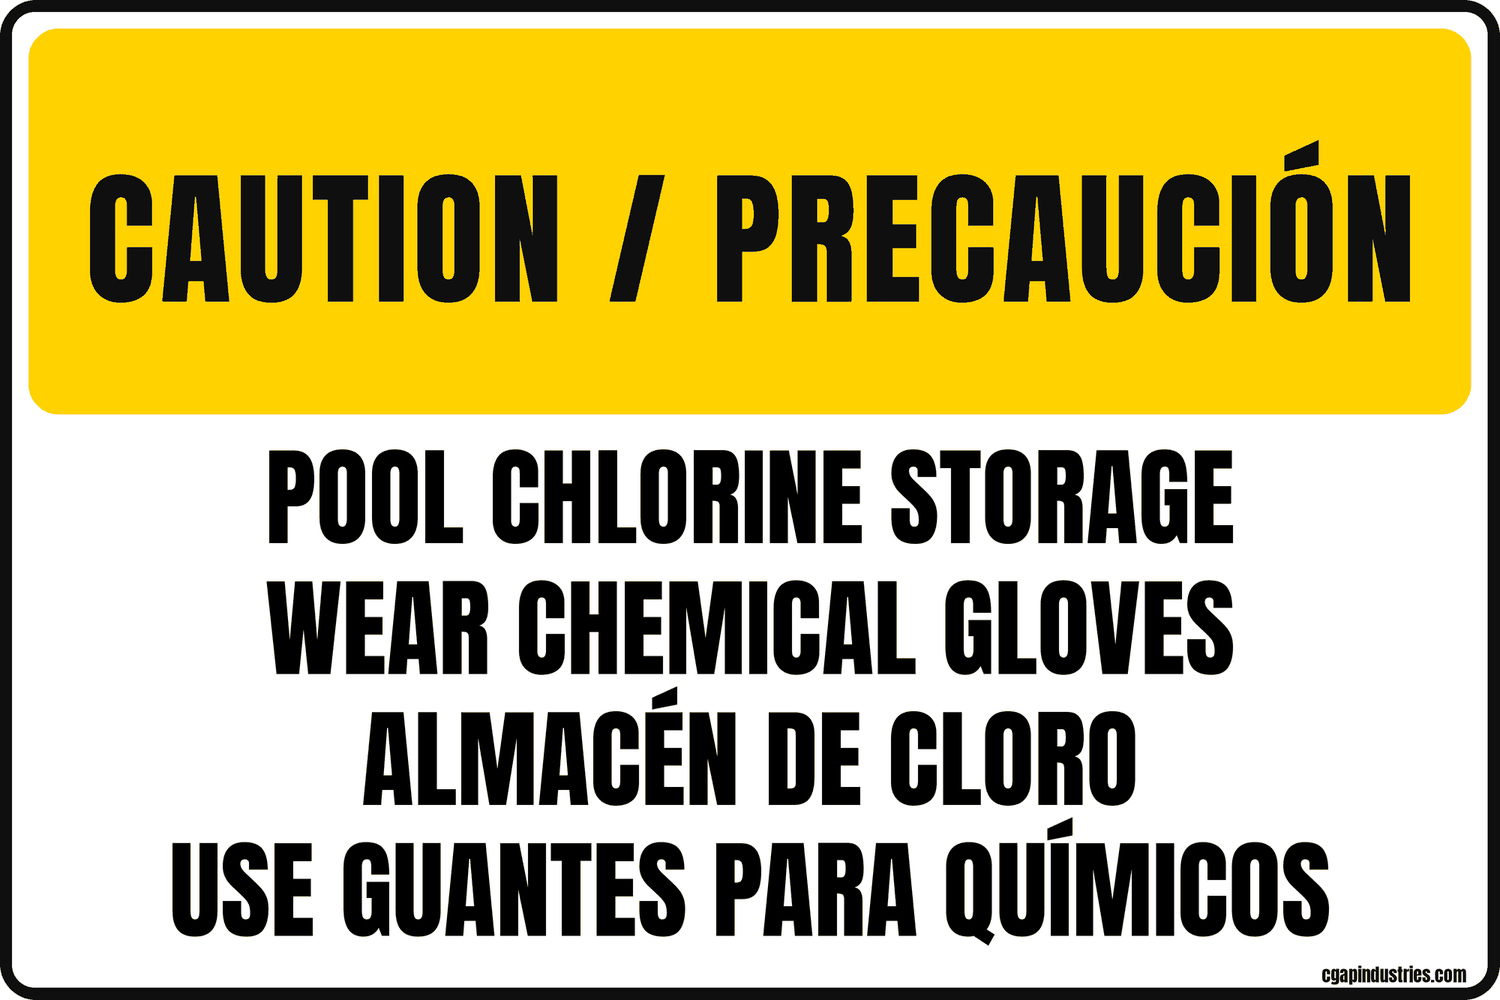 CAUTION / PRECAUCIÓN
POOL CHLORINE STORAGE
WEAR CHEMICAL GLOVES
ALMACÉN DE CLORO
USE GUANTES PARA QUÍMICOS
cgapindustries.com